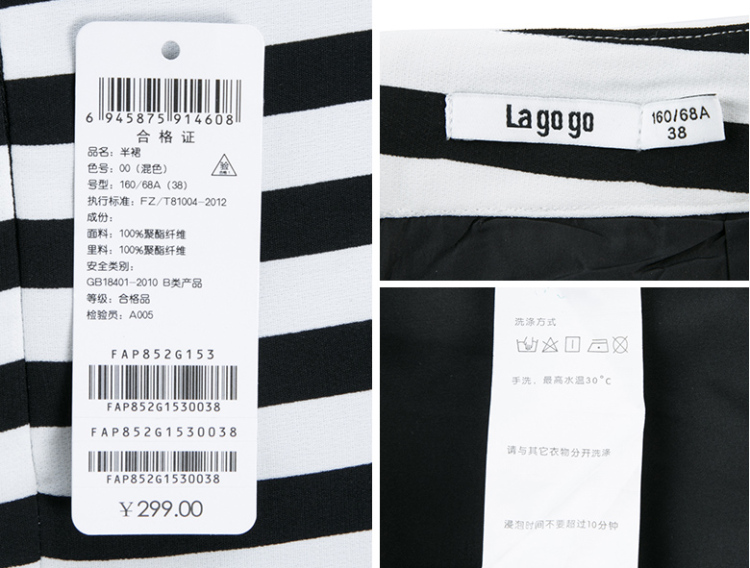 6 945875 914608
合格证
品名：半裙
色号：00（混色）
号型：160/68A（38）
执行标准：FZ/T81004-2012
成份：
面料：100%聚酯纤维
里料：100%聚酯纤维
安全类别：
GB18401-2010 B类产品
等级：合格品
检验员：A005
FAP852G153
FAP852G1530038
FAP852G1530038
FAP852G1530038
￥299.00
La go go
160/68A
38
洗涤方式
手洗、最高水温30°C
请与其它衣物分开洗涤
浸泡时间不要超过10分钟